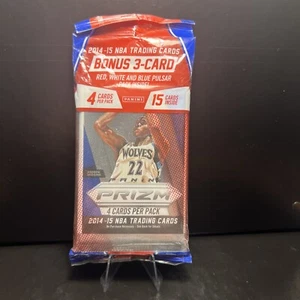 2014-15 NBA TRADING CARDS
BONUS 3-CARD
RED, WHITE AND BLUE PULSAR
4 CARDS PER PACK
PANINI
15 CARDS INSIDE
WOLVES
22
PRIZM
4 CARDS PER PACK
2014-15 NBA TRADING CARDS